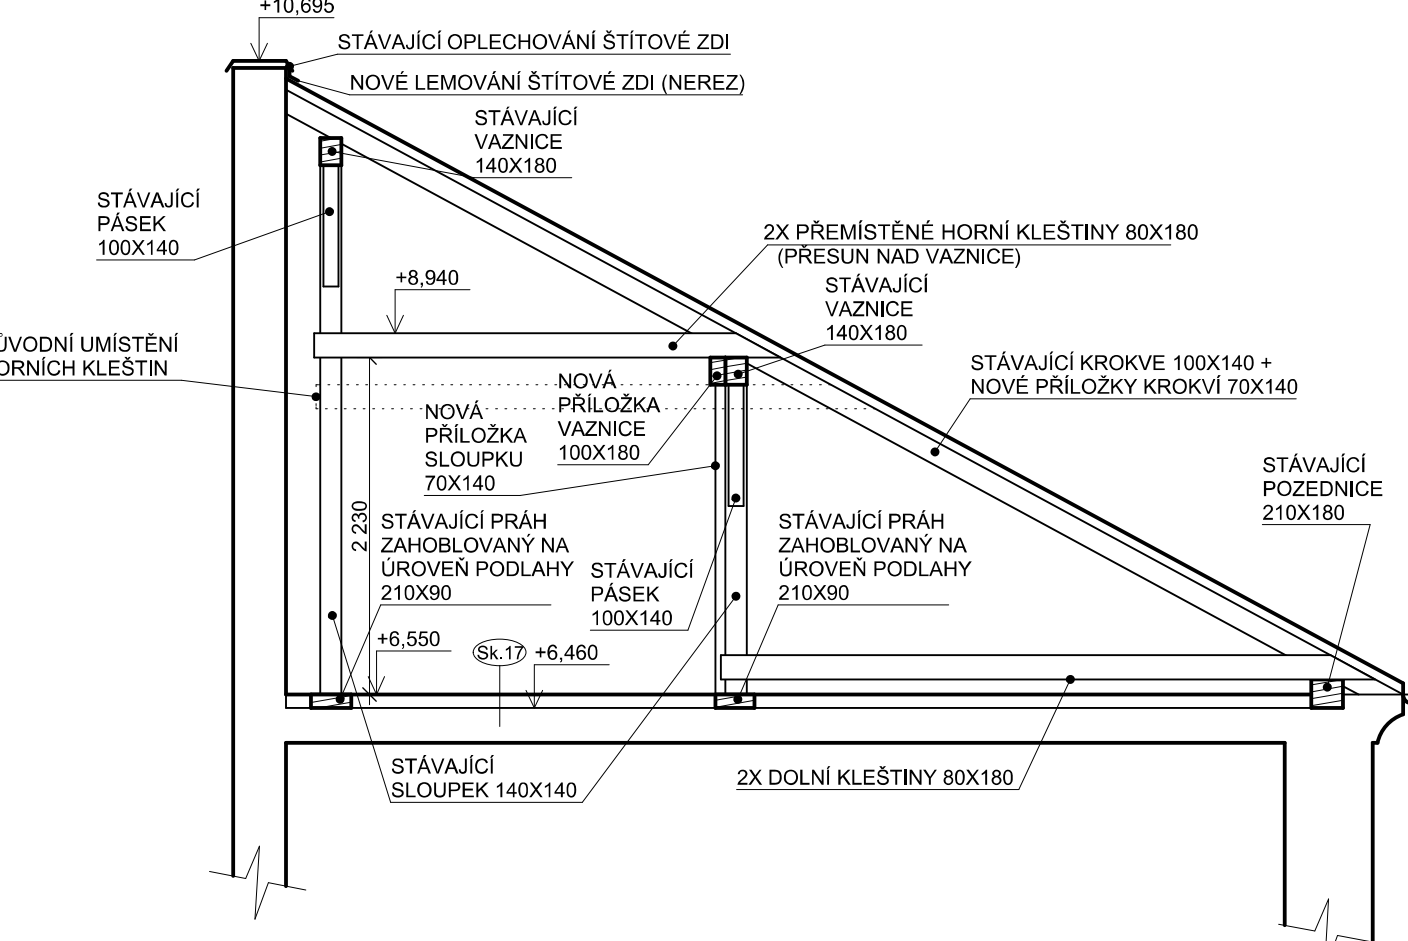 +10,695
STÁVAJÍCÍ OPLECHOVÁNÍ ŠTÍTOVÉ ZDI
NOVÉ LEMOVÁNÍ ŠTÍTOVÉ ZDI (NEREZ)
STÁVAJÍCÍ
VAZNICE
140X180
STÁVAJÍCÍ
PÁSEK
100X140
2X PŘEMÍSTĚNÉ HORNÍ KLEŠTINY 80X180
(PŘESUN NAD VAZNICE)
+8,940
STÁVAJÍCÍ
VAZNICE
140X180
ŮVODNÍ UMÍSTĚNÍ
ORNÍCH KLEŠTIN
STÁVAJÍCÍ KROKVE 100X140 +
NOVÉ PŘÍLOŽKY KROKVÍ 70X140
NOVÁ
PŘÍLOŽKA
VAZNICE
100X180
NOVÁ
PŘÍLOŽKA
SLOUPKU
70X140
STÁVAJÍCÍ
POZEDNICE
210X180
2 230
STÁVAJÍCÍ PRÁH
ZAHOBLOVANÝ NA
ÚROVEŇ PODLAHY
210X90
STÁVAJÍCÍ
PÁSEK
100X140
STÁVAJÍCÍ PRÁH
ZAHOBLOVANÝ NA
ÚROVEŇ PODLAHY
210X90
+6,550
Sk.17
+6,460
STÁVAJÍCÍ
SLOUPEK 140X140
2X DOLNÍ KLEŠTINY 80X180